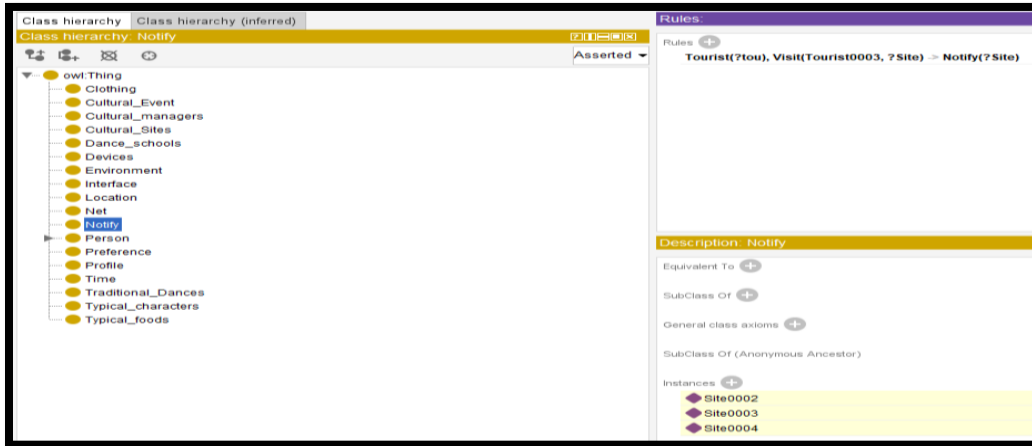 Class hierarchy Class hierarchy (inferred)
Class hierarchy: Notify
Asserted
owl:Thing
Clothing
Cultural_Event
Cultural_managers
Cultural_Sites
Dance_schools
Devices
Environment
Interface
Location
Net
Notify
Person
Preference
Profile
Time
Traditional_Dances
Typical_characters
Typical_foods
Rules:
Rules
Tourist(?tou), Visit(Tourist0003, ?Site) -> Notify(?Site)
Description: Notify
Equivalent To
SubClass Of
General class axioms
SubClass Of (Anonymous Ancestor)
Instances
Site0002
Site0003
Site0004